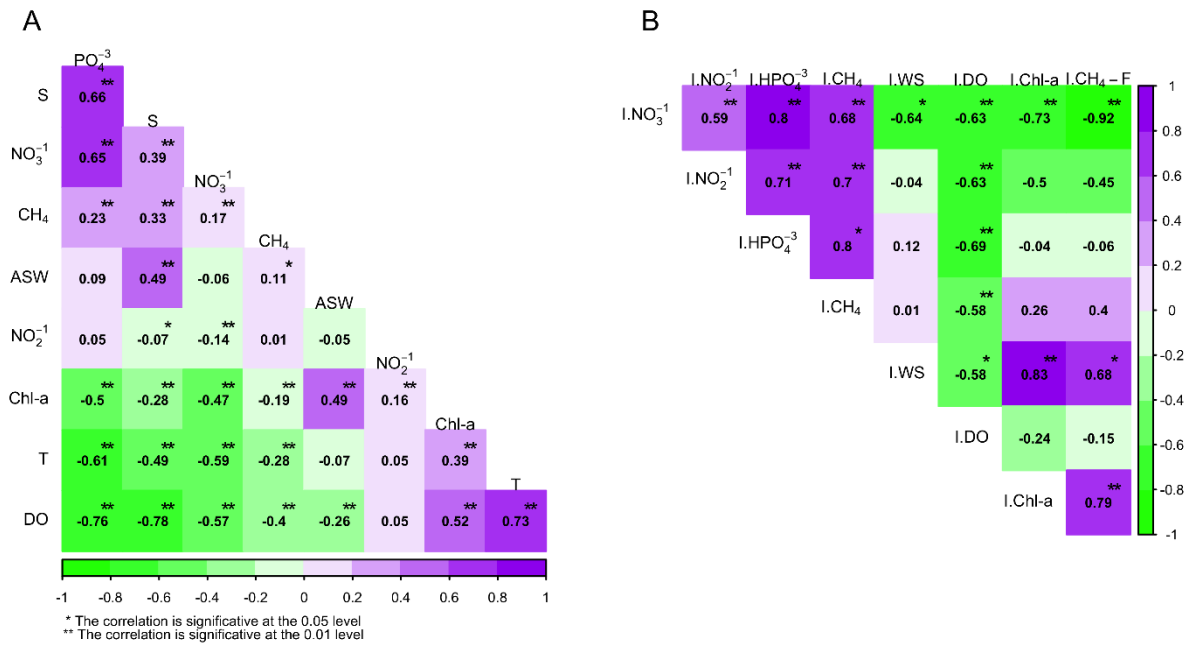 A
PO₄⁻³
S 0.66**
S
NO₃⁻¹ 0.65** 0.39**
NO₃⁻¹
CH₄ 0.23** 0.33** 0.17**
CH₄
ASW 0.09 0.49** -0.06 0.11*
ASW
NO₂⁻¹ 0.05 -0.07* -0.14** 0.01 -0.05
NO₂⁻¹
Chl-a -0.5** -0.28** -0.47** -0.19** 0.49** 0.16**
Chl-a
T -0.61** -0.49** -0.59** -0.28** -0.07 0.05 0.39**
T
DO -0.76** -0.78** -0.57** -0.4** -0.26** 0.05 0.52** 0.73**
-1 -0.8 -0.6 -0.4 -0.2 0 0.2 0.4 0.6 0.8 1
* The correlation is significative at the 0.05 level
** The correlation is significative at the 0.01 level
B
I.NO₂⁻¹ I.HPO₄⁻³ I.CH₄ I.WS I.DO I.Chl-a I.CH₄ – F
I.NO₃⁻¹ 0.59** 0.8** 0.68** -0.64* -0.63** -0.73** -0.92**
I.NO₂⁻¹ 0.71** 0.7** -0.04 -0.63** -0.5 -0.45
I.HPO₄⁻³ 0.8* 0.12 -0.69** -0.04 -0.06
I.CH₄ 0.01 -0.58** 0.26 0.4
I.WS -0.58* 0.83** 0.68*
I.DO -0.24 -0.15
I.Chl-a 0.79**
1
0.8
0.6
0.4
0.2
0
-0.2
-0.4
-0.6
-0.8
-1